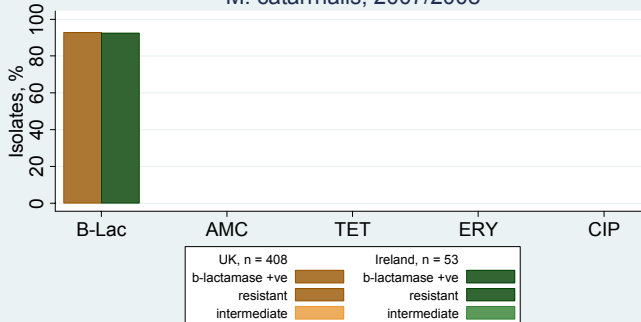 M. catarrhalis, 2007/2008
Isolates, %
100
80
60
40
20
0
B-Lac AMC TET ERY CIP
UK, n = 408 Ireland, n = 53
b-lactamase +ve b-lactamase +ve
resistant resistant
intermediate intermediate